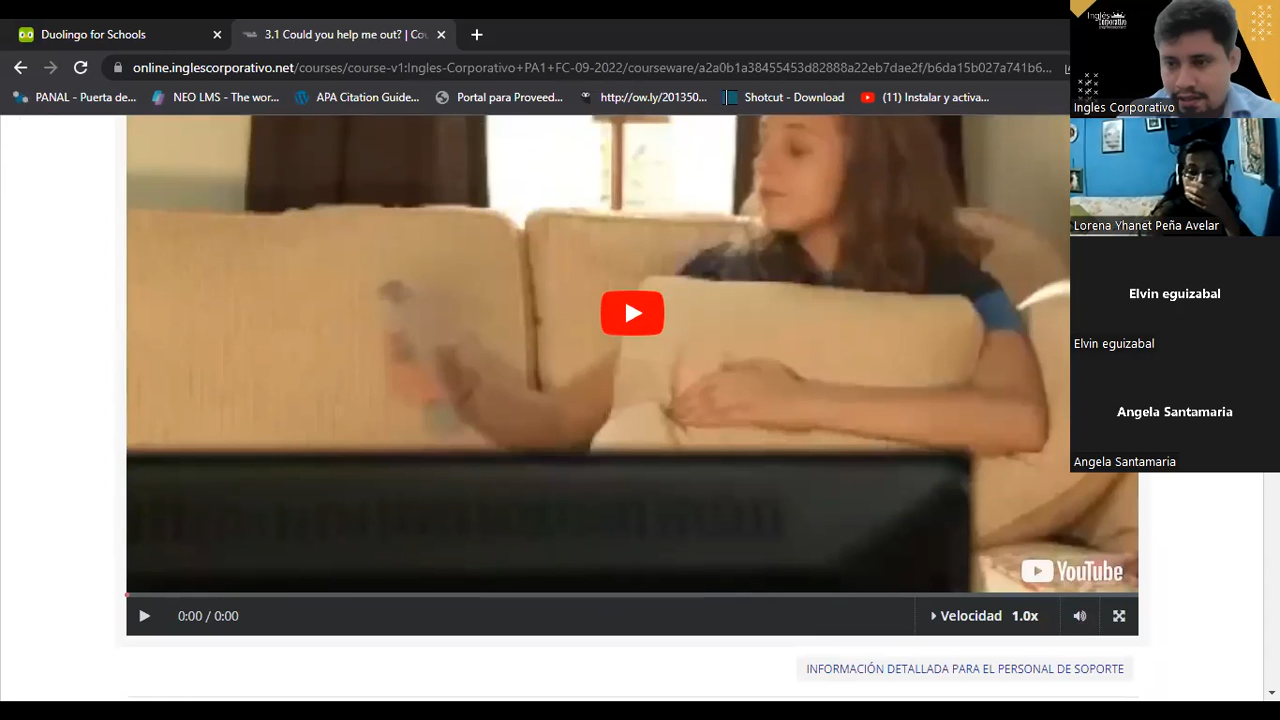 Duolingo for Schools
3.1 Could you help me out? | Co
online.inglescorporativo.net/courses/course-v1:Ingles-Corporativo+PA1+FC-09-2022/courseware/a2a0b1a38455453d82888a22eb7dae2f/b6da15b027a741b6...
PANAL - Puerta de...
NEO LMS - The wor...
APA Citation Gene...
Portal para Proveed...
http://ow.ly/201350...
Shotcut - Download
(11) Instalar y activa...
Inglés
Corporativo
Ingles Corporativo
Lorena Yhanet Peña Avelar
Elvin eguizabal
Elvin eguizabal
Angela Santamaria
Angela Santamaria
YouTube
0:00 / 0:00
Velocidad 1.0x
INFORMACIÓN DETALLADA PARA EL PERSONAL DE SOPORTE